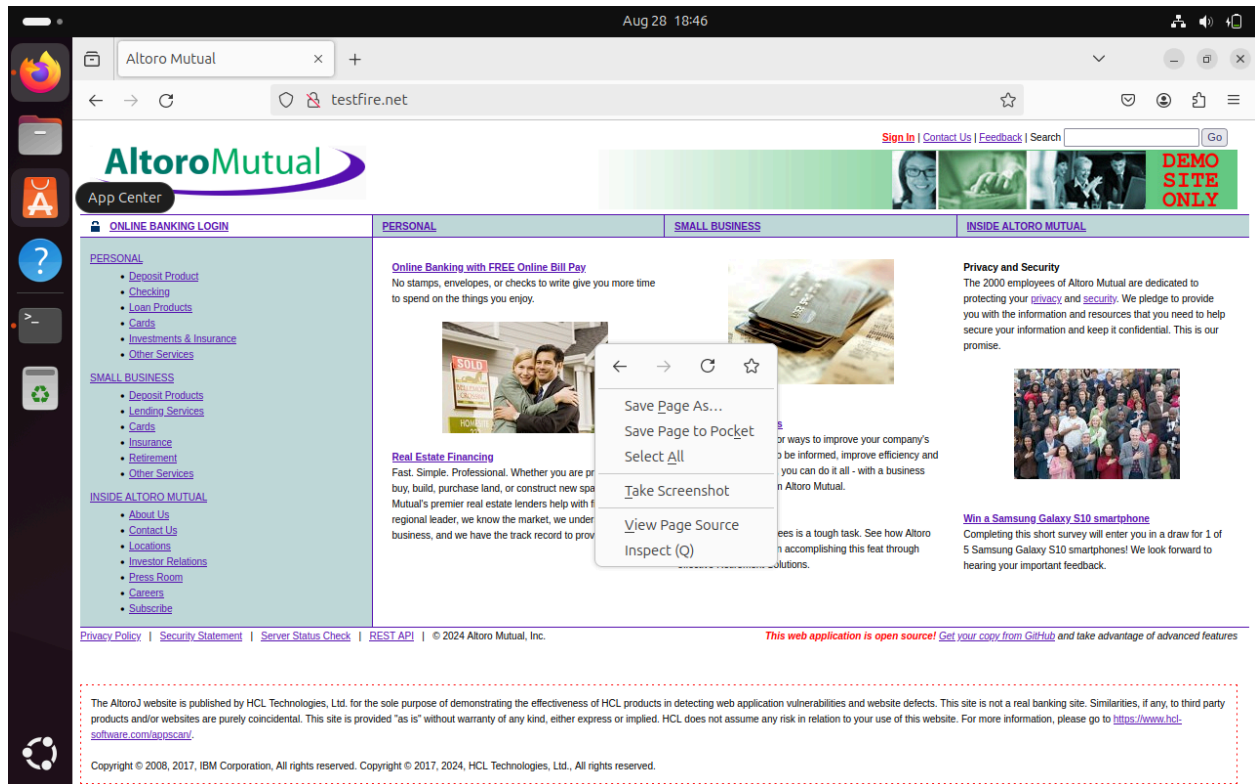 Aug 28 18:46
Altoro Mutual
testfire.net
Sign In | Contact Us | Feedback | Search
Go
AltoroMutual
DEMO
SITE
ONLY
App Center
ONLINE BANKING LOGIN
PERSONAL
SMALL BUSINESS
INSIDE ALTORO MUTUAL
PERSONAL
• Deposit Product
• Checking
• Loan Products
• Cards
• Investments & Insurance
• Other Services
SMALL BUSINESS
• Deposit Products
• Lending Services
• Cards
• Insurance
• Retirement
• Other Services
INSIDE ALTORO MUTUAL
• About Us
• Contact Us
• Locations
• Investor Relations
• Press Room
• Careers
• Subscribe
Online Banking with FREE Online Bill Pay
No stamps, envelopes, or checks to write give you more time
to spend on the things you enjoy.
SOLD
Real Estate Financing
Fast. Simple. Professional. Whether you are pr
buy, build, purchase land, or construct new spa
Mutual's premier real estate lenders help with f
regional leader, we know the market, we under
business, and we have the track record to prov
Save Page As…
Save Page to Pocket
Select All
Take Screenshot
View Page Source
Inspect (Q)
s
or ways to improve your company's
o be informed, improve efficiency and
you can do it all - with a business
n Altoro Mutual.
ees is a tough task. See how Altoro
n accomplishing this feat through
Privacy and Security
The 2000 employees of Altoro Mutual are dedicated to
protecting your privacy and security. We pledge to provide
you with the information and resources that you need to help
secure your information and keep it confidential. This is our
promise.
Win a Samsung Galaxy S10 smartphone
Completing this short survey will enter you in a draw for 1 of
5 Samsung Galaxy S10 smartphones! We look forward to
hearing your important feedback.
Privacy Policy | Security Statement | Server Status Check | REST API | © 2024 Altoro Mutual, Inc.
This web application is open source! Get your copy from GitHub and take advantage of advanced features
The AltoroJ website is published by HCL Technologies, Ltd. for the sole purpose of demonstrating the effectiveness of HCL products in detecting web application vulnerabilities and website defects. This site is not a real banking site. Similarities, if any, to third party
products and/or websites are purely coincidental. This site is provided "as is" without warranty of any kind, either express or implied. HCL does not assume any risk in relation to your use of this website. For more information, please go to https://www.hcl-
software.com/appscan/.
Copyright © 2008, 2017, IBM Corporation, All rights reserved. Copyright © 2017, 2024, HCL Technologies, Ltd., All rights reserved.